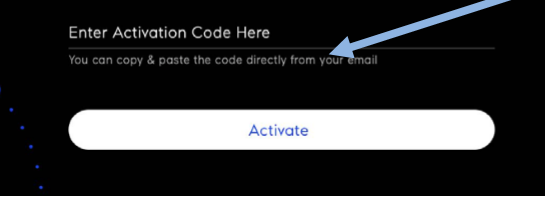 Enter Activation Code Here
You can copy & paste the code directly from your email
Activate